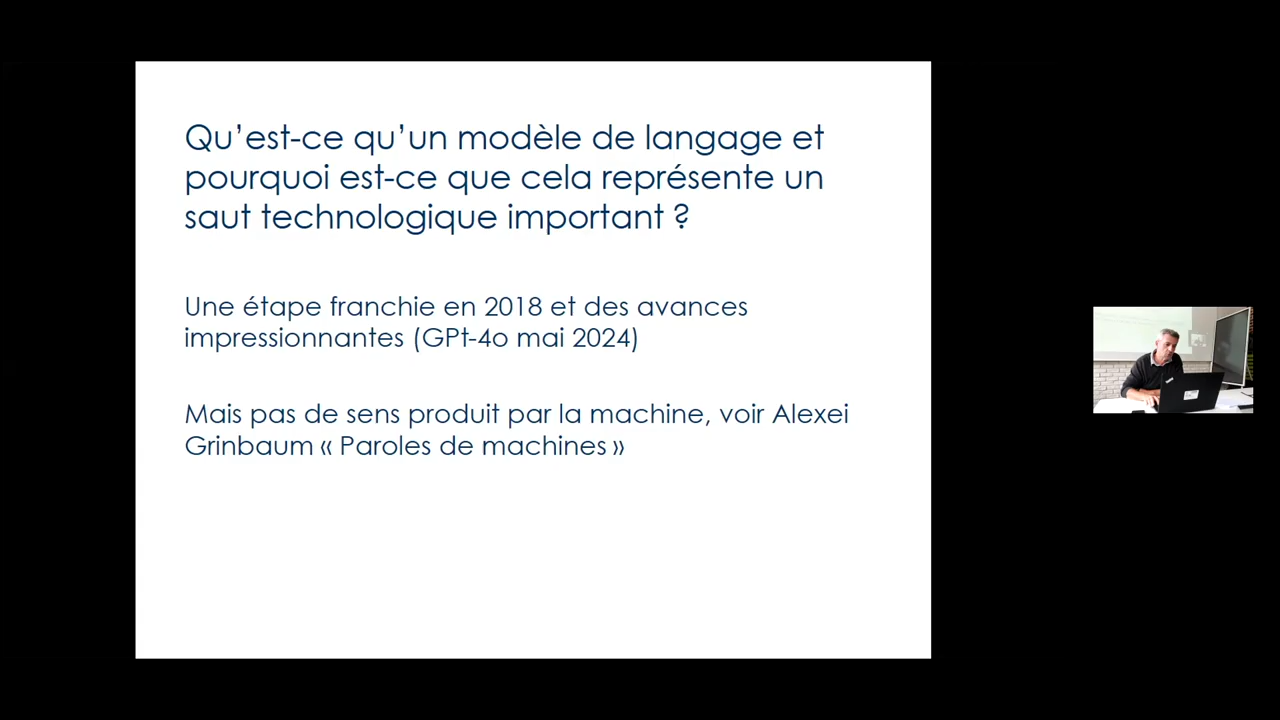 Qu’est-ce qu’un modèle de langage et
pourquoi est-ce que cela représente un
saut technologique important ?
Une étape franchie en 2018 et des avances
impressionnantes (GPt-4o mai 2024)
Mais pas de sens produit par la machine, voir Alexei
Grinbaum « Paroles de machines »